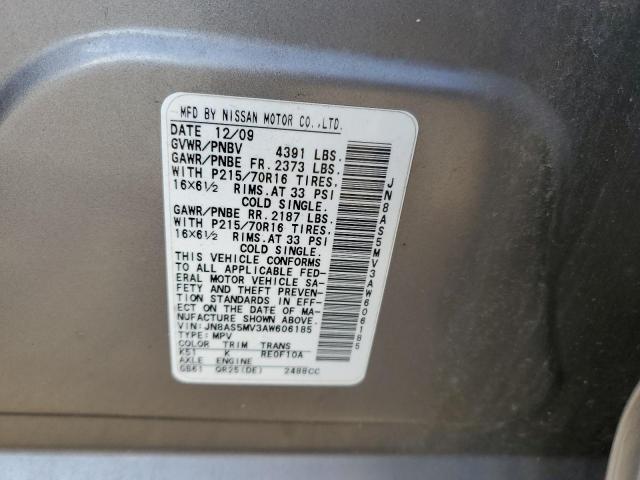 MFD BY NISSAN MOTOR CO.,LTD.
DATE 12/09
GVWR/PNBV 4391 LBS.
GAWR/PNBE FR. 2373 LBS.
WITH P215/70R16 TIRES.
16X6½ RIMS.AT 33 PSI
COLD SINGLE.
GAWR/PNBE RR. 2187 LBS.
WITH P215/70R16 TIRES.
16X6½ RIMS.AT 33 PSI
COLD SINGLE.
THIS VEHICLE CONFORMS
TO ALL APPLICABLE FED-
ERAL MOTOR VEHICLE SA-
FETY AND THEFT PREVEN-
TION STANDARDS IN EFF-
ECT ON THE DATE OF MA-
NUFACTURE SHOWN ABOVE.
VIN: JN8AS5MV3AW606185
TYPE: MPV
COLOR TRIM TRANS
K51 K RE0F10A
AXLE ENGINE
GB61 QR25(DE) 2488CC
JN8AS5MV3AW606185